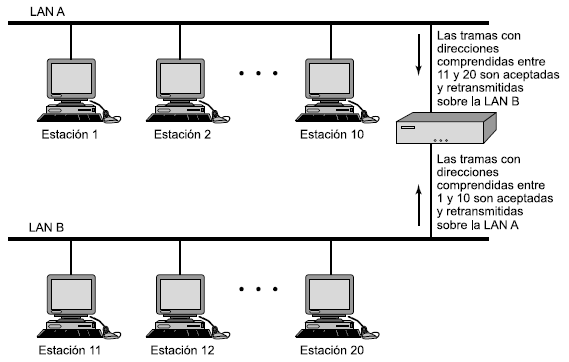 LAN A
Las tramas con
direcciones
comprendidas entre
11 y 20 son aceptadas
y retransmitidas
sobre la LAN B
Estación 1
Estación 2
Estación 10
Las tramas con
direcciones
comprendidas entre
1 y 10 son aceptadas
y retransmitidas
sobre la LAN A
LAN B
Estación 11
Estación 12
Estación 20